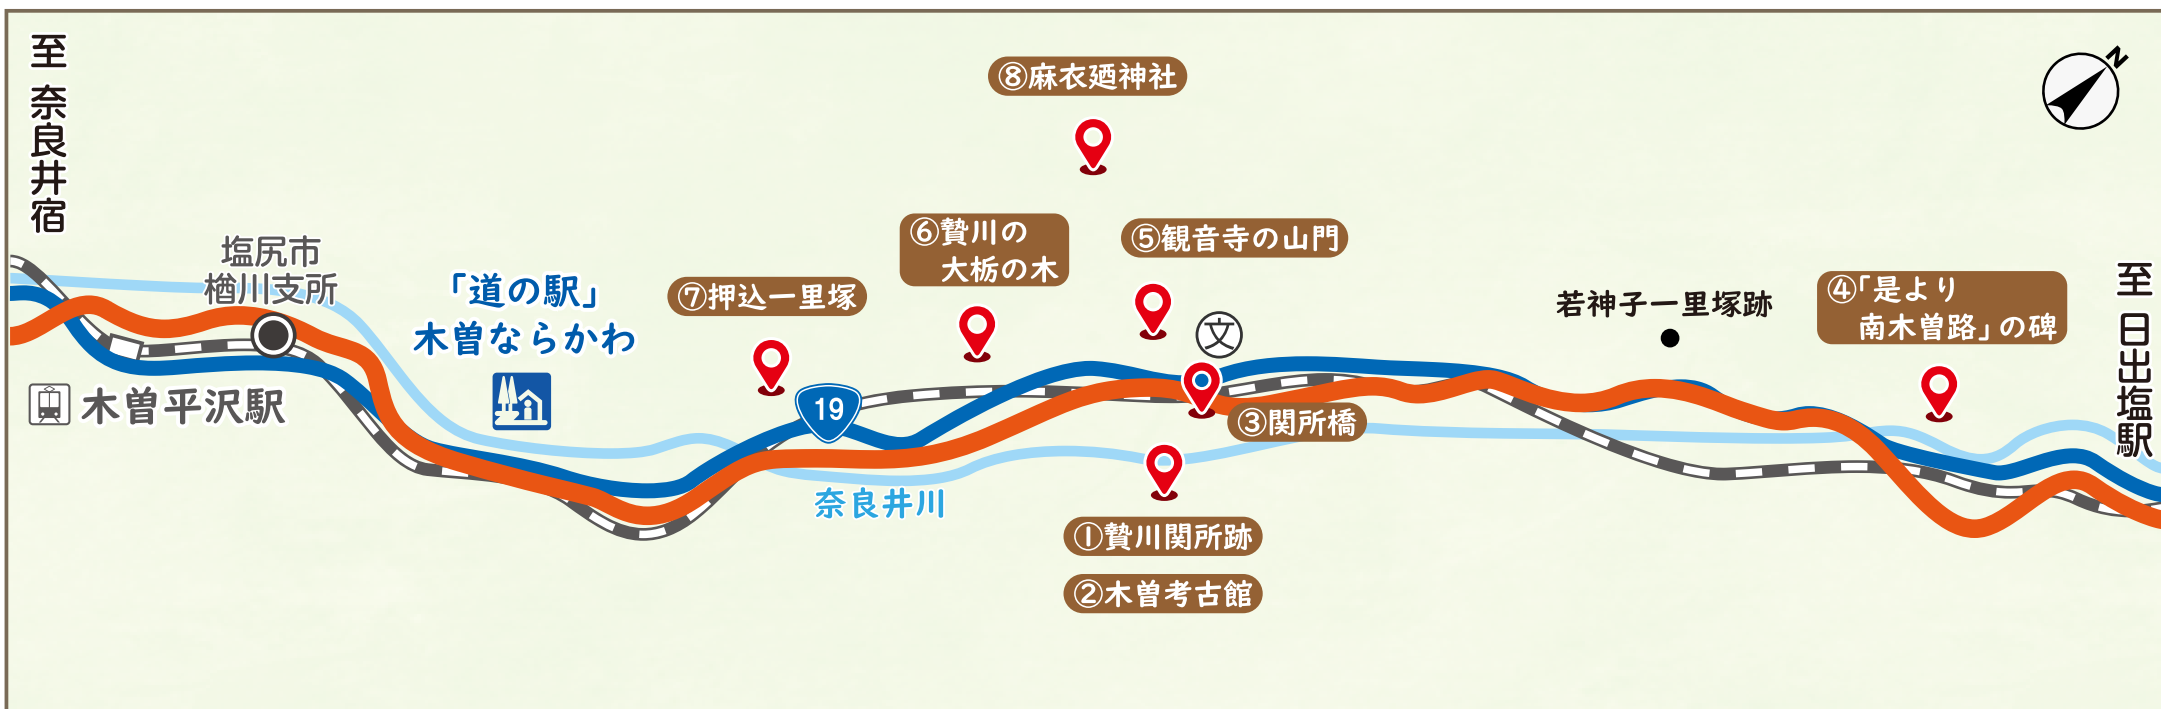 至 奈良井宿
塩尻市
楢川支所
木曽平沢駅
「道の駅」
木曽ならかわ
⑦押込一里塚
19
奈良井川
⑥贄川の
大栃の木
⑧麻衣廼神社
⑤観音寺の山門
文
③関所橋
①贄川関所跡
②木曽考古館
若神子一里塚跡
④「是より
南木曽路」の碑
N
至 日出塩駅